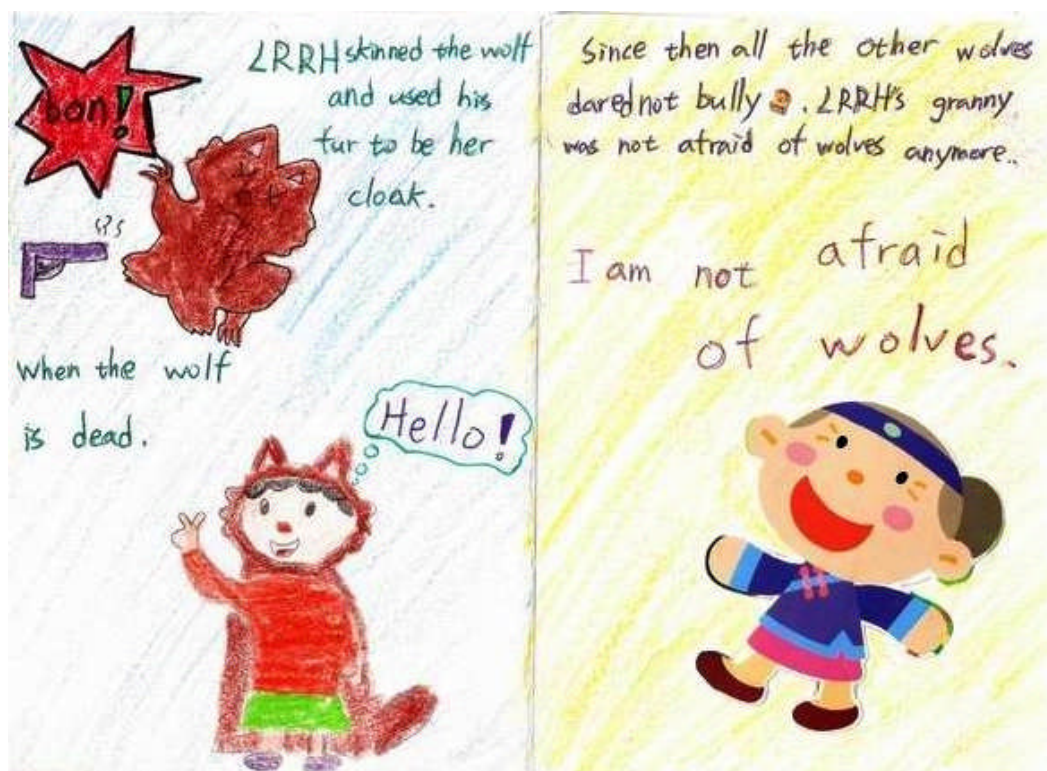 ban!
LRRH skinned the wolf
and used his
fur to be her
cloak.
When the wolf
is dead.
Hello!
Since then all the other wolves
dared not bully . LRRH's granny
was not afraid of wolves anymore..
I am not afraid
of wolves.